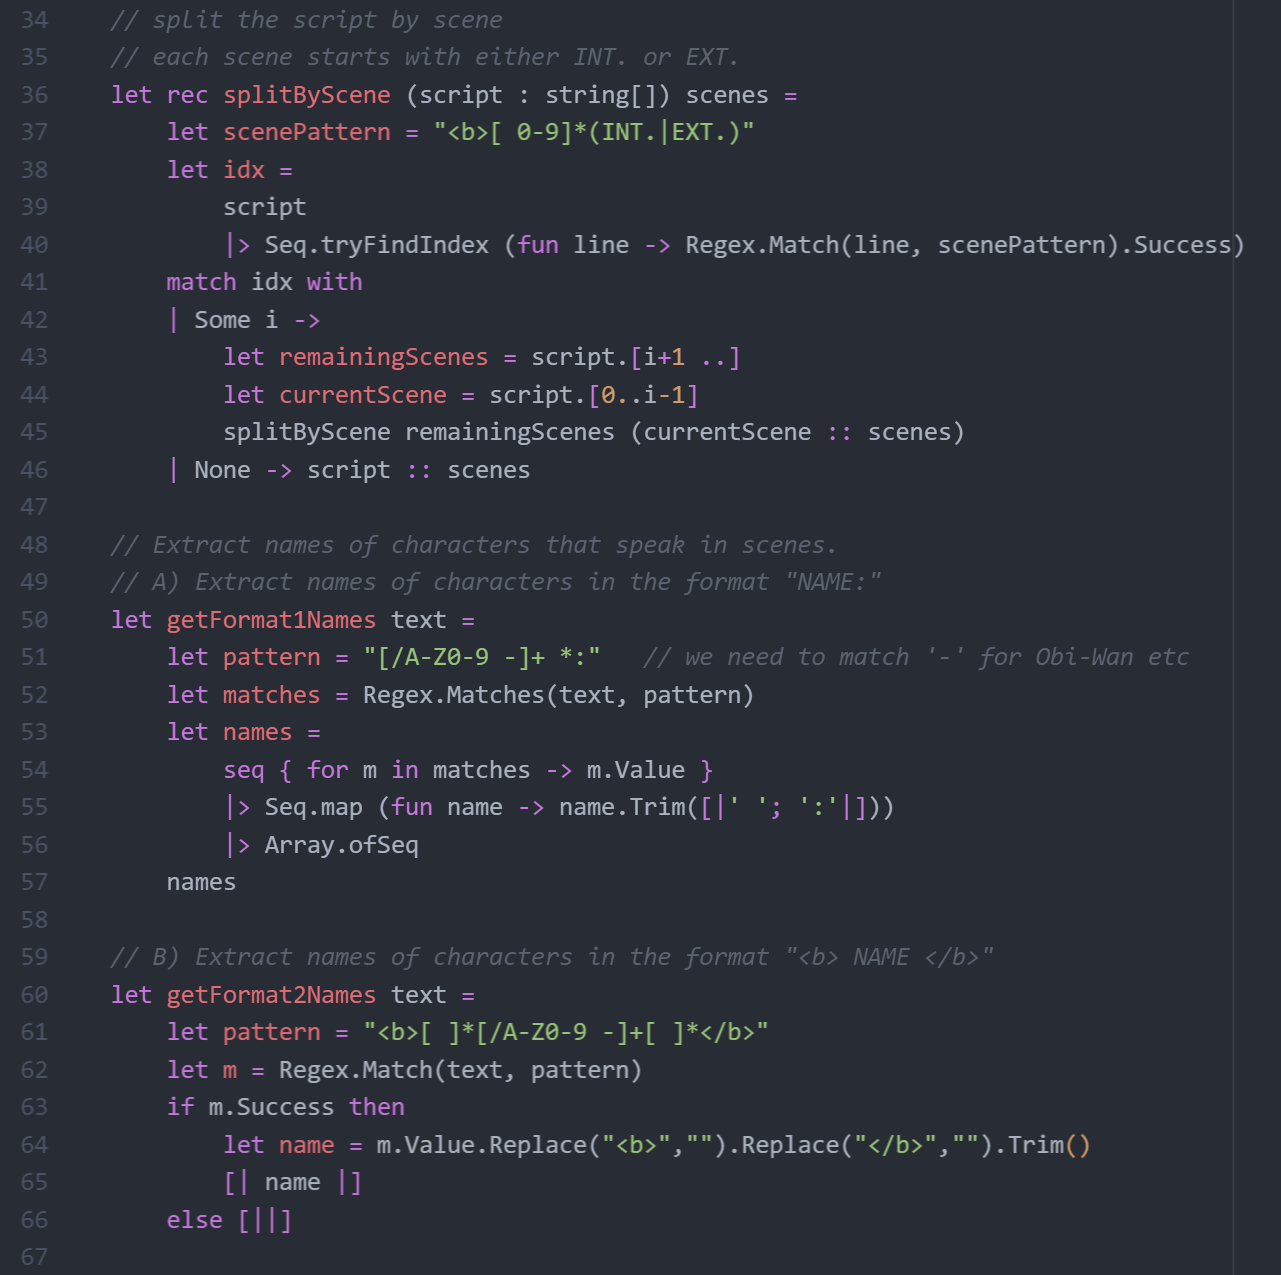 34 // split the script by scene
35 // each scene starts with either INT. or EXT.
36 let rec splitByScene (script : string[]) scenes =
37     let scenePattern = "<b>[ 0-9]*(INT.|EXT.)"
38     let idx =
39         script
40         |> Seq.tryFindIndex (fun line -> Regex.Match(line, scenePattern).Success)
41     match idx with
42     | Some i ->
43         let remainingScenes = script.[i+1 ..]
44         let currentScene = script.[0..i-1]
45         splitByScene remainingScenes (currentScene :: scenes)
46     | None -> script :: scenes
47
48 // Extract names of characters that speak in scenes.
49 // A) Extract names of characters in the format "NAME:"
50 let getFormat1Names text =
51     let pattern = "[/A-Z0-9 -]+ *:"   // we need to match '-' for Obi-Wan etc
52     let matches = Regex.Matches(text, pattern)
53     let names =
54         seq { for m in matches -> m.Value }
55         |> Seq.map (fun name -> name.Trim([|' '; ':'|]))
56         |> Array.ofSeq
57     names
58
59 // B) Extract names of characters in the format "<b> NAME </b>"
60 let getFormat2Names text =
61     let pattern = "<b>[ ]*[/A-Z0-9 -]+[ ]*</b>"
62     let m = Regex.Match(text, pattern)
63     if m.Success then
64         let name = m.Value.Replace("<b>","").Replace("</b>","").Trim()
65         [| name |]
66     else [||]
67